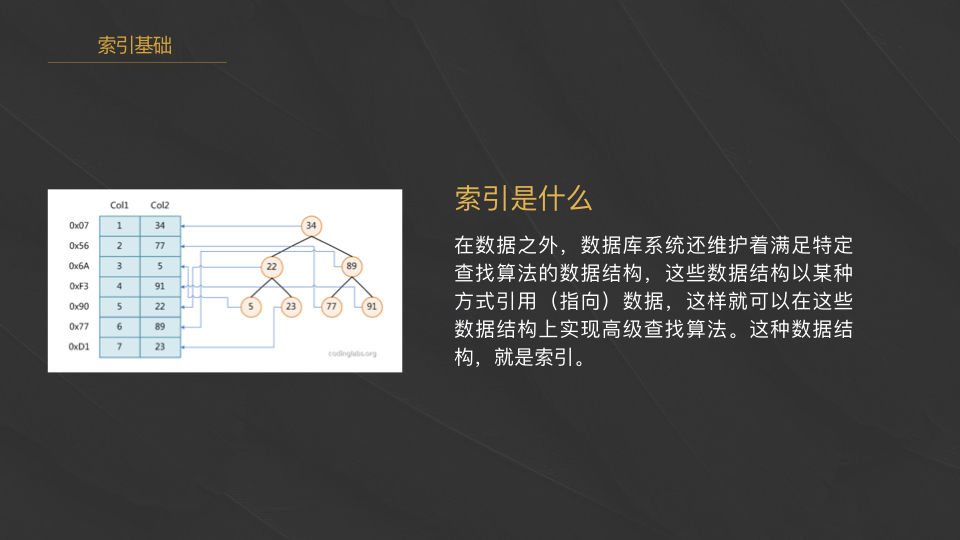 索引基础
Col1 Col2
0x07 1 34
0x56 2 77
0x6A 3 5
0xF3 4 91
0x90 5 22
0x77 6 89
0xD1 7 23
34
22 89
5 23 77 91
codinglabs.org
索引是什么
在数据之外，数据库系统还维护着满足特定
查找算法的数据结构，这些数据结构以某种
方式引用（指向）数据，这样就可以在这些
数据结构上实现高级查找算法。这种数据结
构，就是索引。